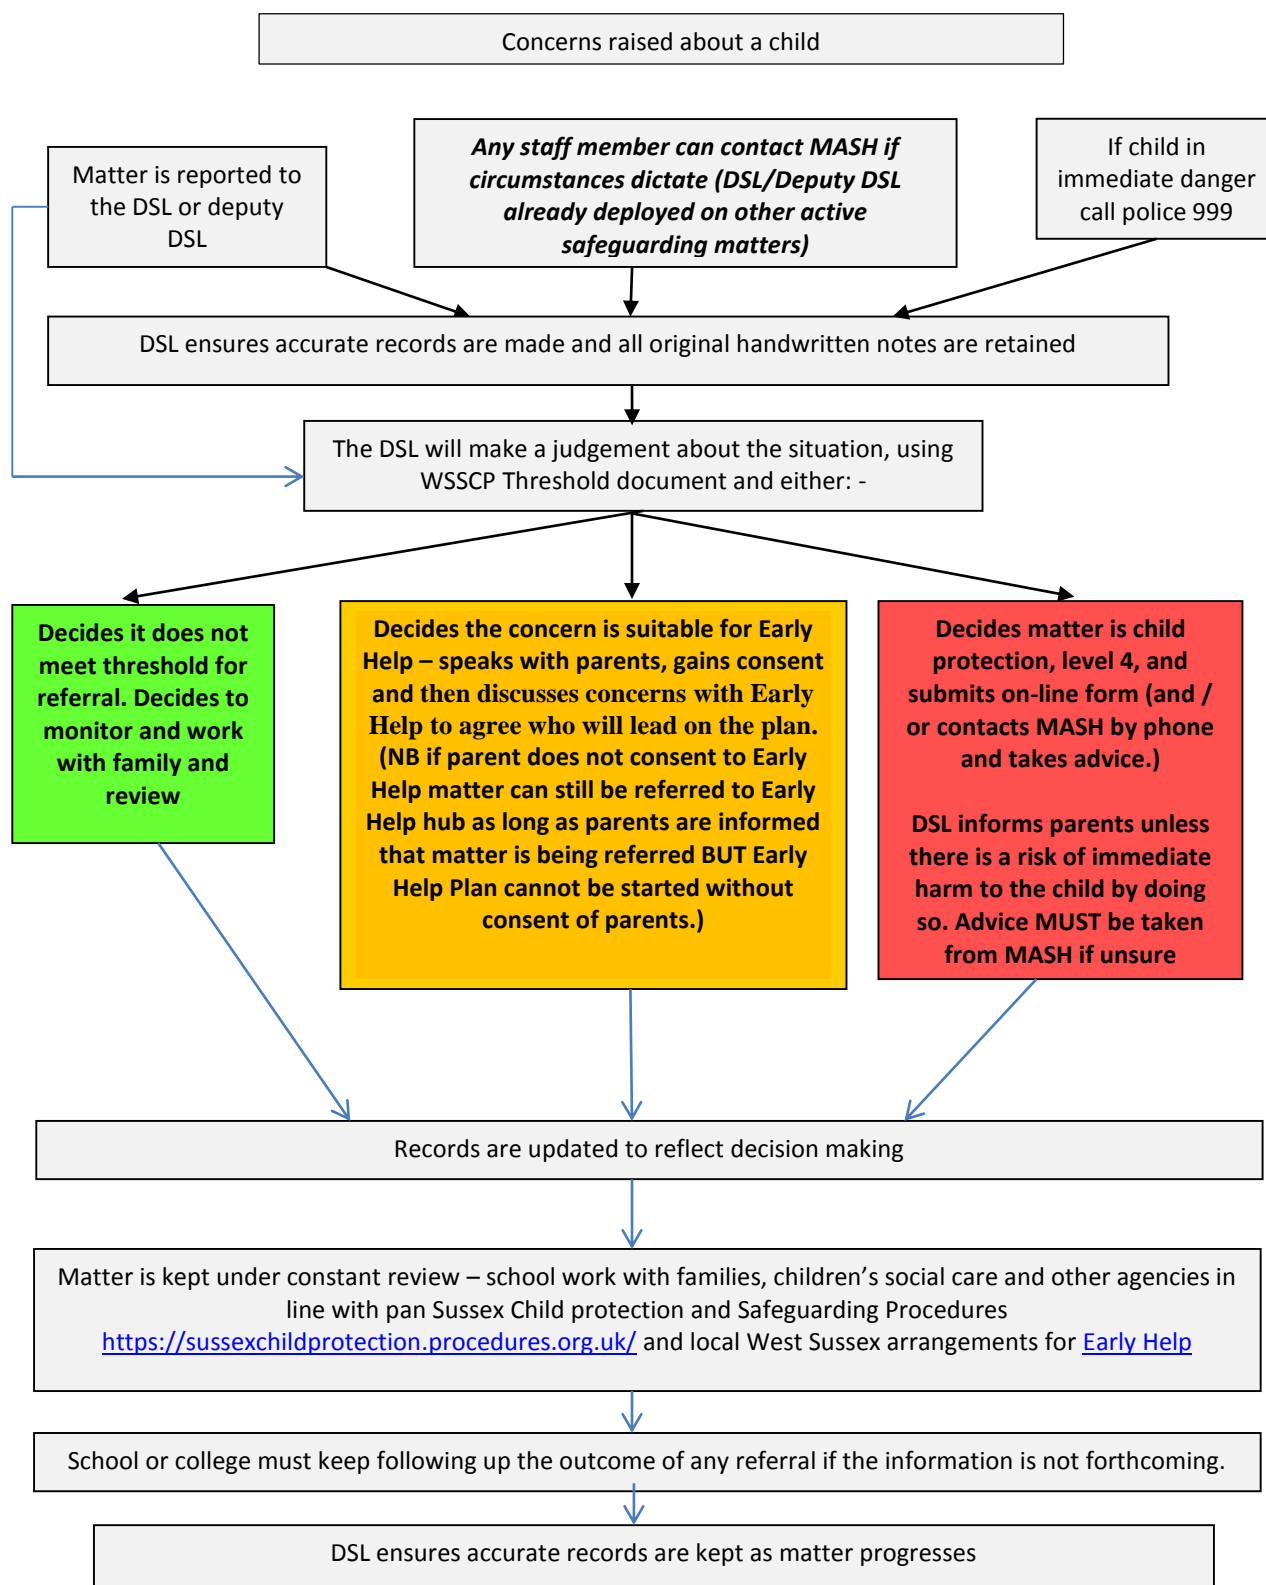 Concerns raised about a child
Matter is reported to
the DSL or deputy
DSL
Any staff member can contact MASH if
circumstances dictate (DSL/Deputy DSL
already deployed on other active
safeguarding matters)
If child in
immediate danger
call police 999
DSL ensures accurate records are made and all original handwritten notes are retained
The DSL will make a judgement about the situation, using
WSSCP Threshold document and either: -
Decides it does not
meet threshold for
referral. Decides to
monitor and work
with family and
review
Decides the concern is suitable for Early
Help – speaks with parents, gains consent
and then discusses concerns with Early
Help to agree who will lead on the plan.
(NB if parent does not consent to Early
Help matter can still be referred to Early
Help hub as long as parents are informed
that matter is being referred BUT Early
Help Plan cannot be started without
consent of parents.)
Decides matter is child
protection, level 4, and
submits on-line form (and /
or contacts MASH by phone
and takes advice.)
DSL informs parents unless
there is a risk of immediate
harm to the child by doing
so. Advice MUST be taken
from MASH if unsure
Records are updated to reflect decision making
Matter is kept under constant review – school work with families, children’s social care and other agencies in
line with pan Sussex Child protection and Safeguarding Procedures
https://sussexchildprotection.procedures.org.uk/ and local West Sussex arrangements for Early Help
School or college must keep following up the outcome of any referral if the information is not forthcoming.
DSL ensures accurate records are kept as matter progresses